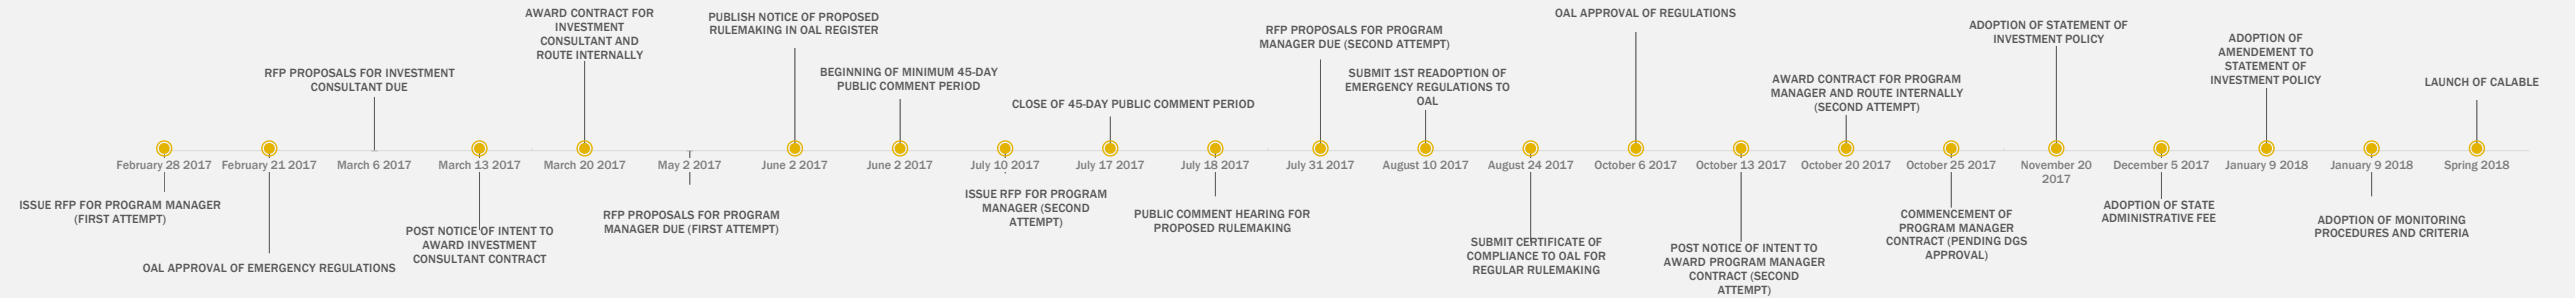 AWARD CONTRACT FOR
INVESTMENT
CONSULTANT AND
ROUTE INTERNALLY
PUBLISH NOTICE OF PROPOSED
RULEMAKING IN OAL REGISTER
OAL APPROVAL OF REGULATIONS
RFP PROPOSALS FOR PROGRAM
MANAGER DUE (SECOND ATTEMPT)
ADOPTION OF STATEMENT OF
INVESTMENT POLICY
ADOPTION OF
AMENDEMENT TO
STATEMENT OF
INVESTMENT POLICY
RFP PROPOSALS FOR INVESTMENT
CONSULTANT DUE
BEGINNING OF MINIMUM 45-DAY
PUBLIC COMMENT PERIOD
SUBMIT 1ST READOPTION OF
EMERGENCY REGULATIONS TO
OAL
AWARD CONTRACT FOR PROGRAM
MANAGER AND ROUTE INTERNALLY
(SECOND ATTEMPT)
LAUNCH OF CALABLE
CLOSE OF 45-DAY PUBLIC COMMENT PERIOD
February 28 2017
February 21 2017
March 6 2017
March 13 2017
March 20 2017
May 2 2017
June 2 2017
June 2 2017
July 10 2017
July 17 2017
July 18 2017
July 31 2017
August 10 2017
August 24 2017
October 6 2017
October 13 2017
October 20 2017
October 25 2017
November 20
2017
December 5 2017
January 9 2018
January 9 2018
Spring 2018
ISSUE RFP FOR PROGRAM MANAGER
(FIRST ATTEMPT)
OAL APPROVAL OF EMERGENCY REGULATIONS
POST NOTICE OF INTENT TO
AWARD INVESTMENT
CONSULTANT CONTRACT
RFP PROPOSALS FOR PROGRAM
MANAGER DUE (FIRST ATTEMPT)
ISSUE RFP FOR PROGRAM
MANAGER (SECOND
ATTEMPT)
PUBLIC COMMENT HEARING FOR
PROPOSED RULEMAKING
SUBMIT CERTIFICATE OF
COMPLIANCE TO OAL FOR
REGULAR RULEMAKING
POST NOTICE OF INTENT TO
AWARD PROGRAM MANAGER
CONTRACT (SECOND
ATTEMPT)
COMMENCEMENT OF
PROGRAM MANAGER
CONTRACT (PENDING DGS
APPROVAL)
ADOPTION OF STATE
ADMINISTRATIVE FEE
ADOPTION OF MONITORING
PROCEDURES AND CRITERIA